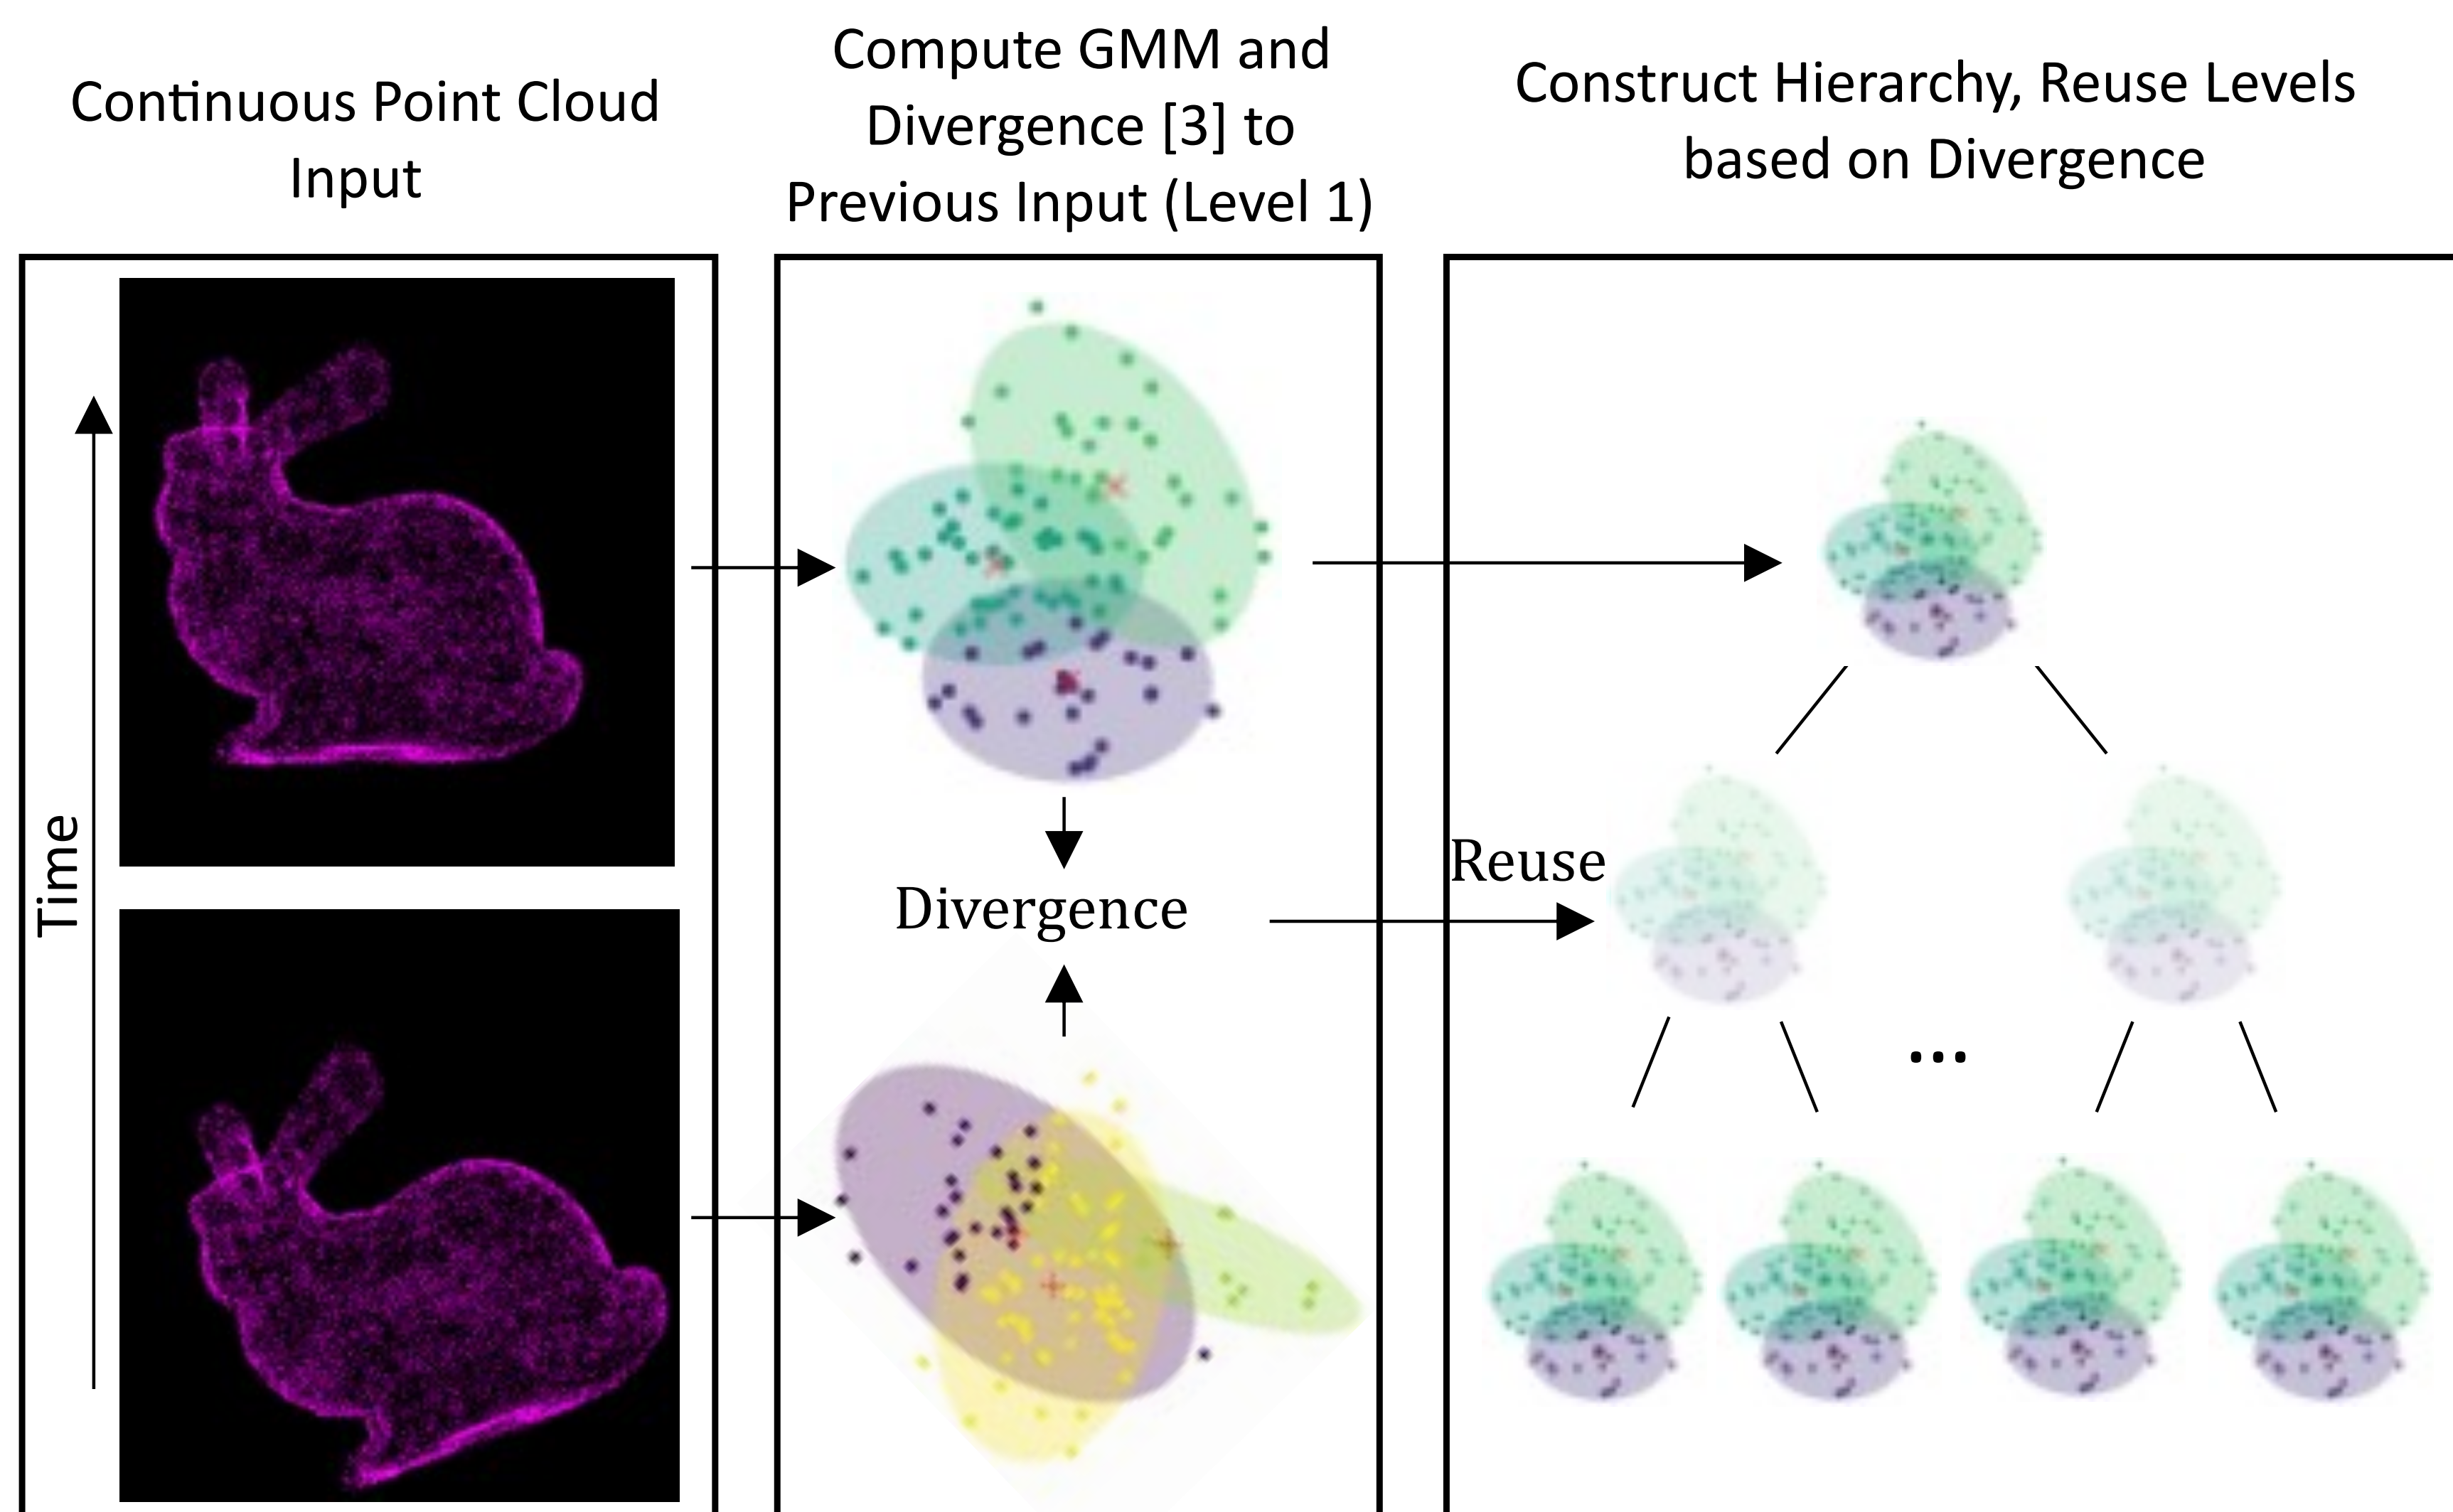 Continuous Point Cloud
Input
Compute GMM and
Divergence [3] to
Previous Input (Level 1)
Construct Hierarchy, Reuse Levels
based on Divergence
Time
Divergence
Reuse
...